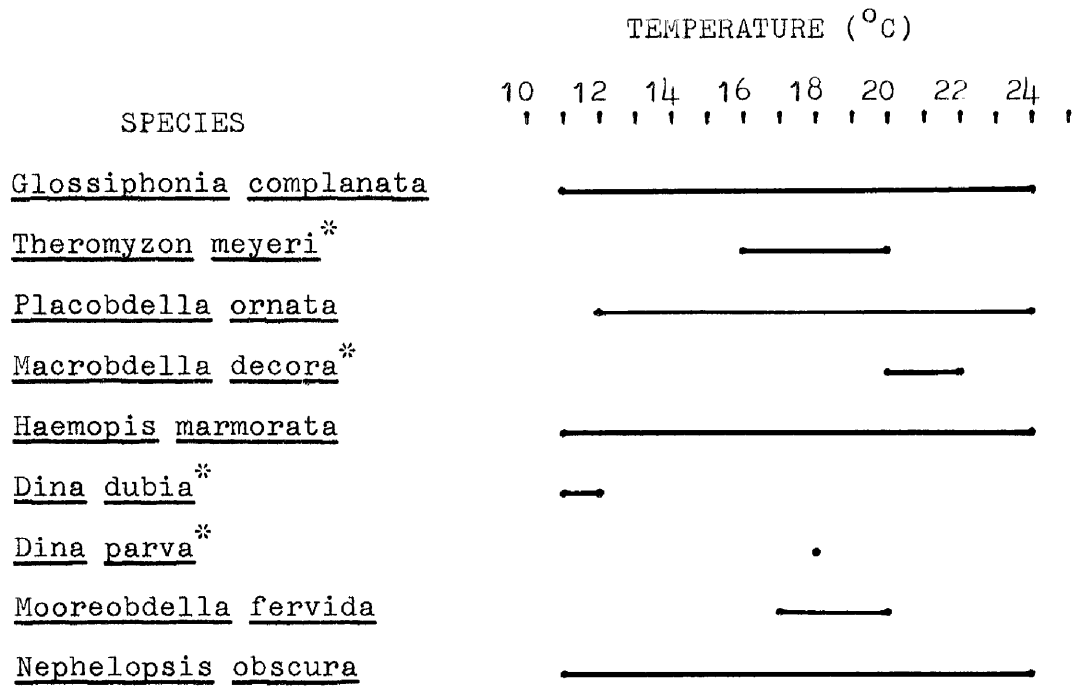 TEMPERATURE (°C)
10 12 14 16 18 20 22 24
SPECIES
Glossiphonia complanata
Theromyzon meyeri*
Placobdella ornata
Macrobdella decora*
Haemopis marmorata
Dina dubia*
Dina parva*
Mooreobdella fervida
Nephelopsis obscura